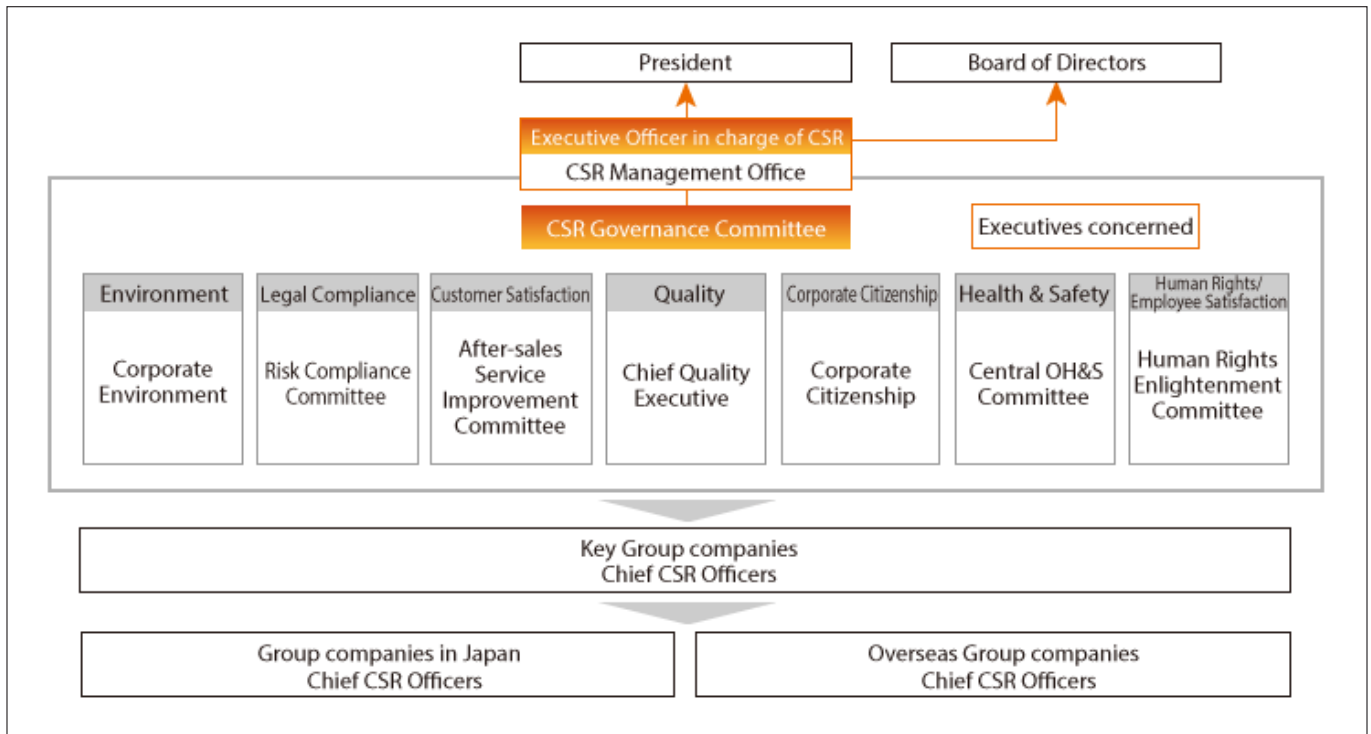 President
Board of Directors
Executive Officer in charge of CSR
CSR Management Office
CSR Governance Committee
Executives concerned
Environment
Corporate
Environment
Legal Compliance
Risk Compliance
Committee
Customer Satisfaction
After-sales
Service
Improvement
Committee
Quality
Chief Quality
Executive
Corporate Citizenship
Corporate
Citizenship
Health & Safety
Central OH&S
Committee
Human Rights/
Employee Satisfaction
Human Rights
Enlightenment
Committee
Key Group companies
Chief CSR Officers
Group companies in Japan
Chief CSR Officers
Overseas Group companies
Chief CSR Officers